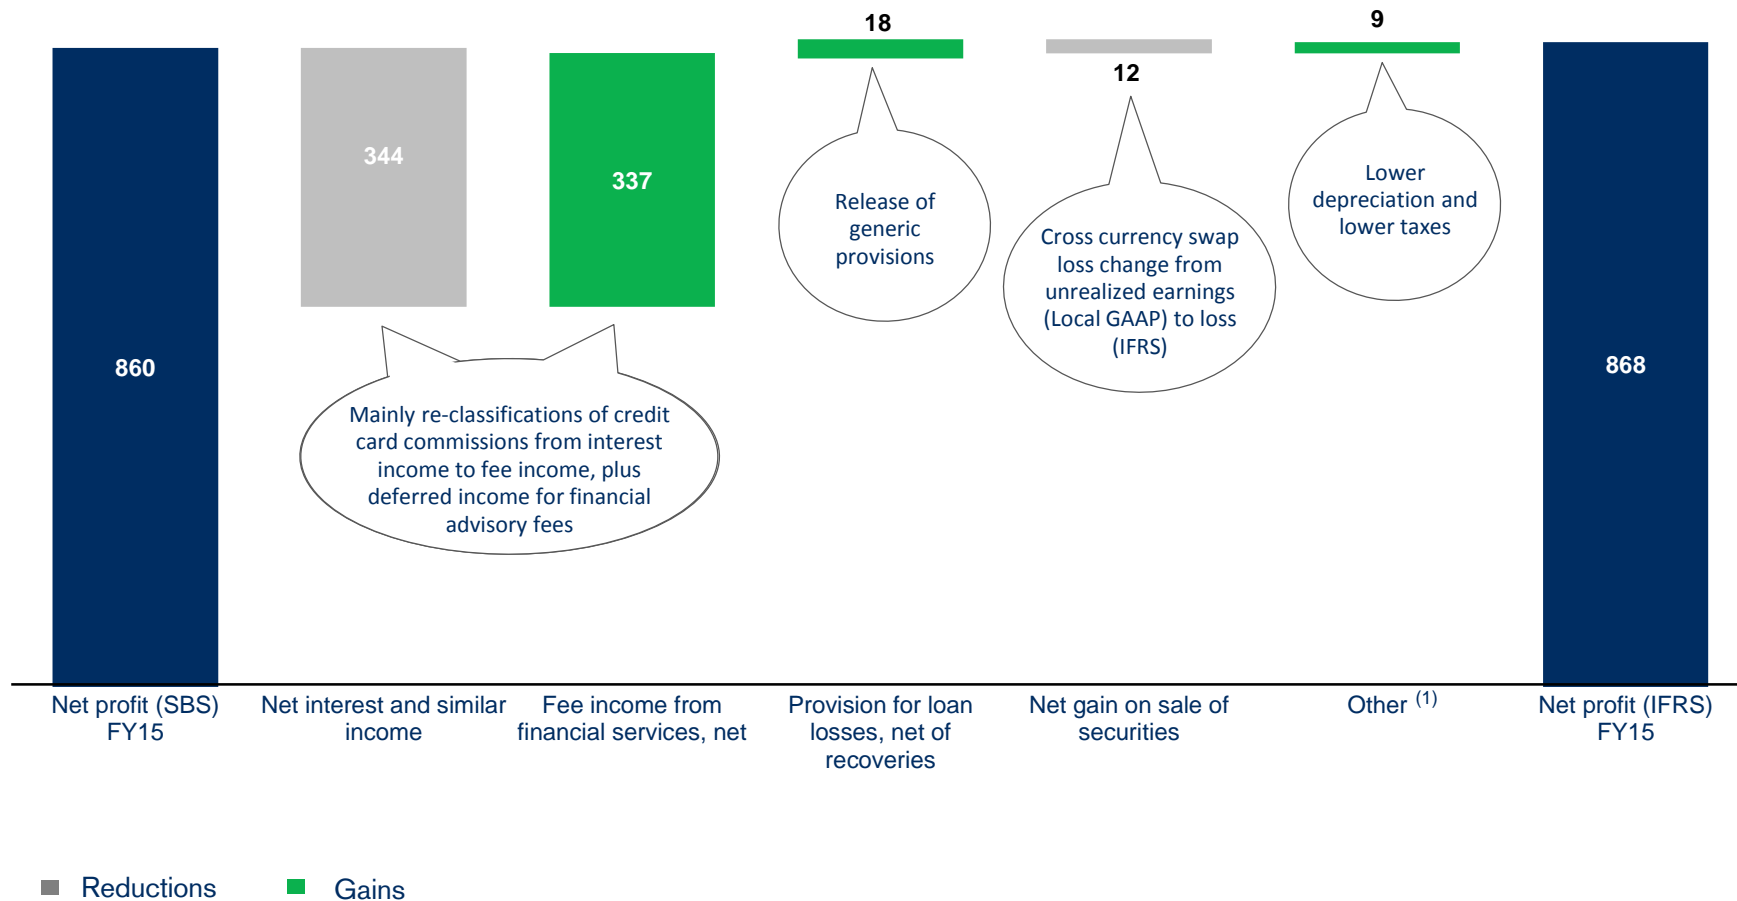 18
9
12
344
337
860
868
Release of
generic
provisions
Cross currency swap
loss change from
unrealized earnings
(Local GAAP) to loss
(IFRS)
Lower
depreciation and
lower taxes
Mainly re-classifications of credit
card commissions from interest
income to fee income, plus
deferred income for financial
advisory fees
Net profit (SBS)
FY15
Net interest and similar
income
Fee income from
financial services, net
Provision for loan
losses, net of
recoveries
Net gain on sale of
securities
Other (1)
Net profit (IFRS)
FY15
Reductions
Gains